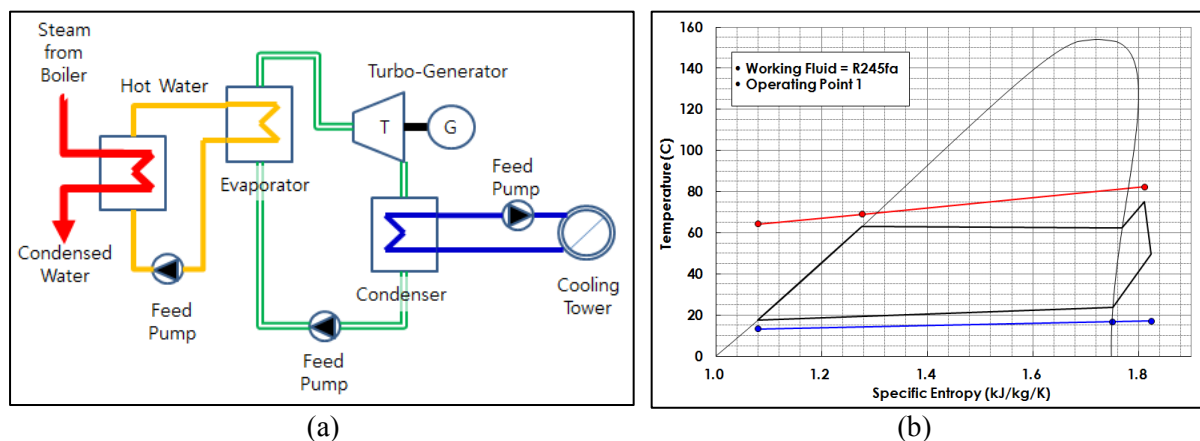 Steam
from
Boiler
Hot Water
Turbo-Generator
T
G
Evaporator
Feed
Pump
Condensed
Water
Feed
Pump
Condenser
Cooling
Tower
Feed
Pump
(a)
160
140
120
100
80
60
40
20
0
Temperature (C)
• Working Fluid = R245fa
• Operating Point 1
1.0
1.2
1.4
1.6
1.8
Specific Entropy (kJ/kg/K)
(b)